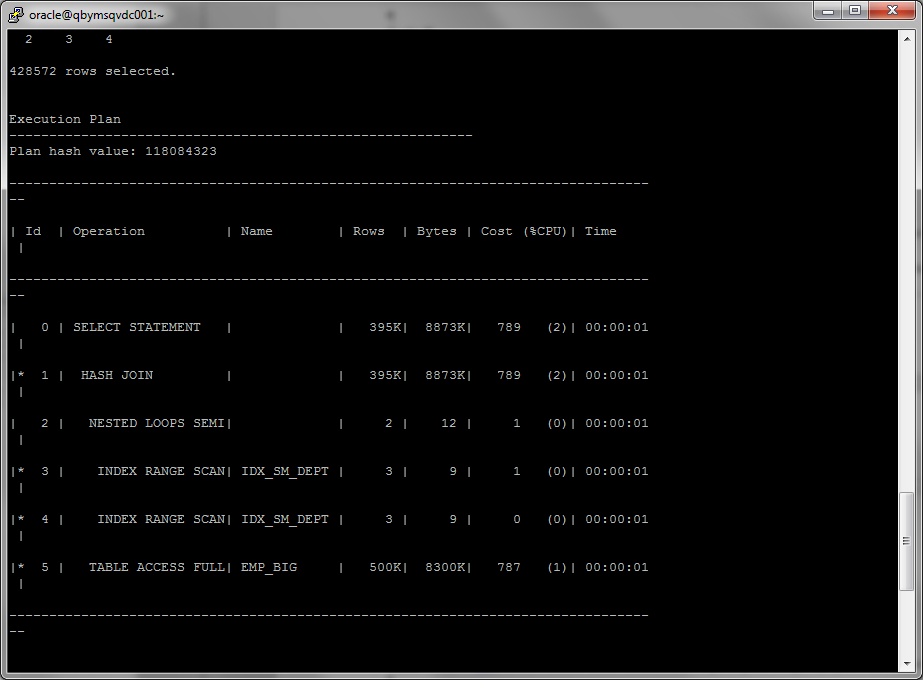 oracle@qbymsqvdc001:~
  2    3    4
428572 rows selected.
Execution Plan
----------------------------------------------------------
Plan hash value: 118084323
--------------------------------------------------------------------------------
--
| Id  | Operation          | Name        | Rows  | Bytes | Cost (%CPU)| Time
 |
--------------------------------------------------------------------------------
--
|   0 | SELECT STATEMENT   |             |   395K|  8873K|   789   (2)| 00:00:01
 |
|*  1 |  HASH JOIN         |             |   395K|  8873K|   789   (2)| 00:00:01
 |
|   2 |   NESTED LOOPS SEMI|             |     2 |    12 |     1   (0)| 00:00:01
 |
|*  3 |    INDEX RANGE SCAN| IDX_SM_DEPT |     3 |     9 |     1   (0)| 00:00:01
 |
|*  4 |    INDEX RANGE SCAN| IDX_SM_DEPT |     3 |     9 |     0   (0)| 00:00:01
 |
|*  5 |   TABLE ACCESS FULL| EMP_BIG     |   500K|  8300K|   787   (1)| 00:00:01
 |
--------------------------------------------------------------------------------
--